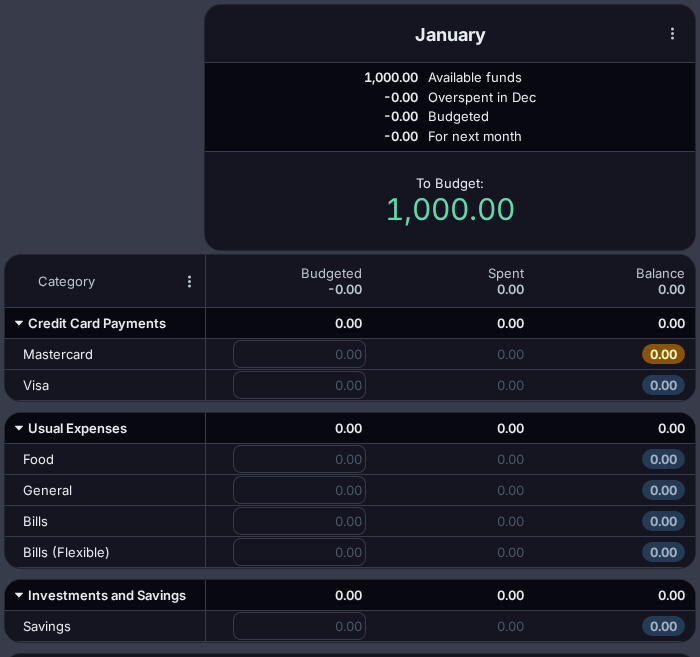 January
1,000.00 Available funds
-0.00 Overspent in Dec
-0.00 Budgeted
-0.00 For next month
To Budget:
1,000.00
Category Budgeted Spent Balance
-0.00 0.00 0.00
Credit Card Payments 0.00 0.00 0.00
Mastercard 0.00 0.00 0.00
Visa 0.00 0.00 0.00
Usual Expenses 0.00 0.00 0.00
Food 0.00 0.00 0.00
General 0.00 0.00 0.00
Bills 0.00 0.00 0.00
Bills (Flexible) 0.00 0.00 0.00
Investments and Savings 0.00 0.00 0.00
Savings 0.00 0.00 0.00